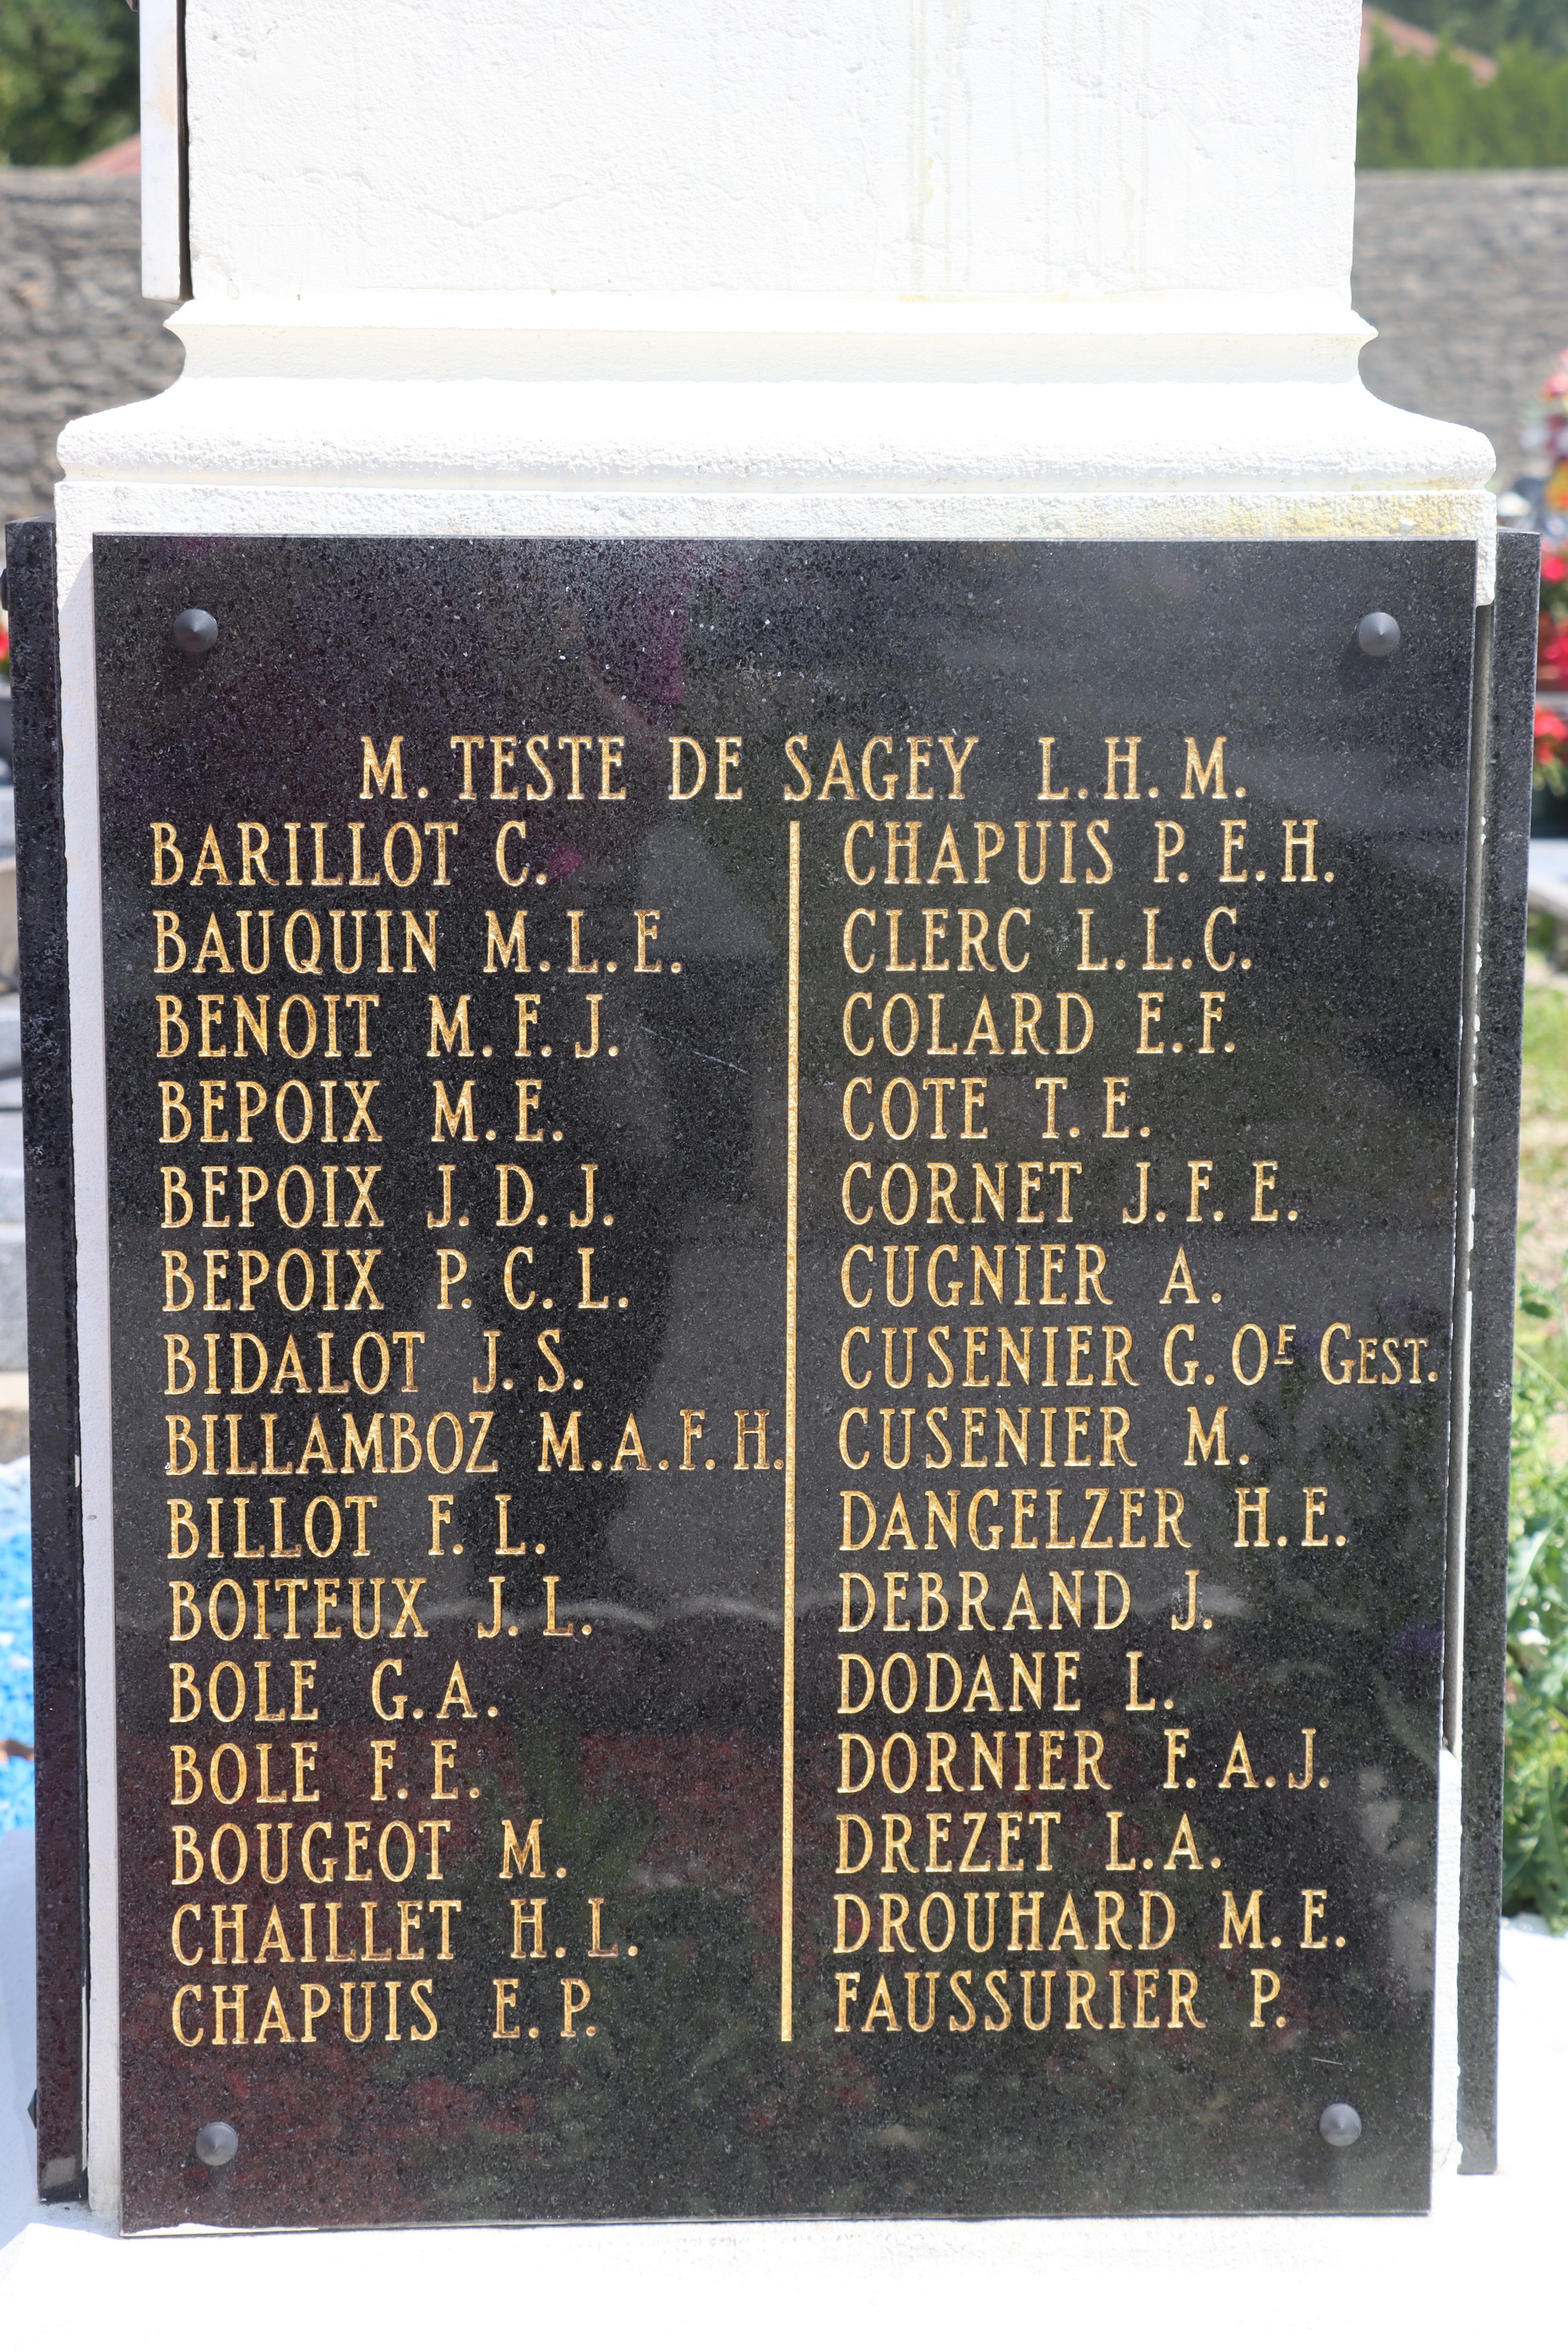 M. TESTE DE SAGEY L.H.M.
BARILLOT C.
BAUQUIN M.L.E.
BENOIT M.F.J.
BEPOIX M.E.
BEPOIX J.D.J.
BEPOIX P.C.L.
BIDALOT J.S.
BILLAMBOZ M.A.F.H.
BILLOT F.L.
BOITEUX J.L.
BOLE G.A.
BOLE F.E.
BOUGEOT M.
CHAILLET H.L.
CHAPUIS E.P.
CHAPUIS P.E.H.
CLERC L.L.C.
COLARD E.F.
COTE T.E.
CORNET J.F.E.
CUGNIER A.
CUSENIER G. OF GEST.
CUSENIER M.
DANGELZER H.E.
DEBRAND J.
DODANE L.
DORNIER F.A.J.
DREZET L.A.
DROUHARD M.E.
FAUSSURIER P.